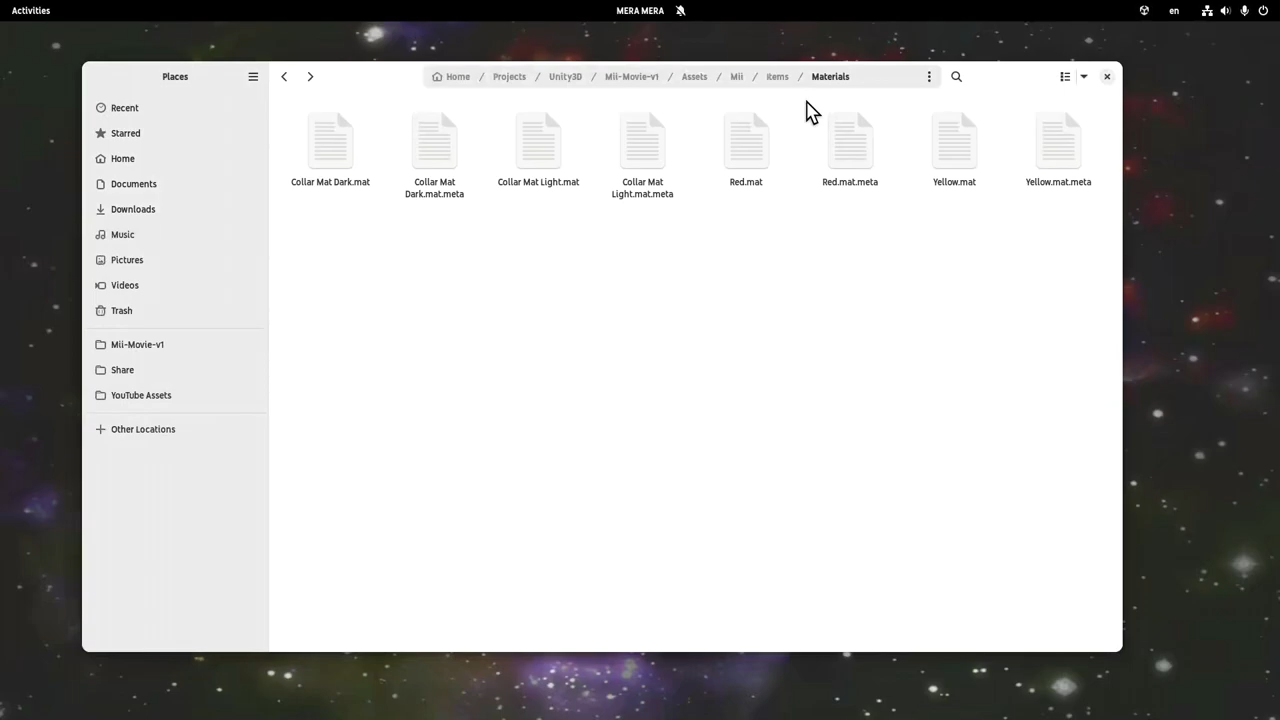 Activities
MERA MERA
en
Places
Home / Projects / Unity3D / Mii-Movie-v1 / Assets / Mii / Items / Materials
Recent
Starred
Home
Documents
Downloads
Music
Pictures
Videos
Trash
Mii-Movie-v1
Share
YouTube Assets
Other Locations
Collar Mat Dark.mat
Collar Mat
Dark.mat.meta
Collar Mat Light.mat
Collar Mat
Light.mat.meta
Red.mat
Red.mat.meta
Yellow.mat
Yellow.mat.meta